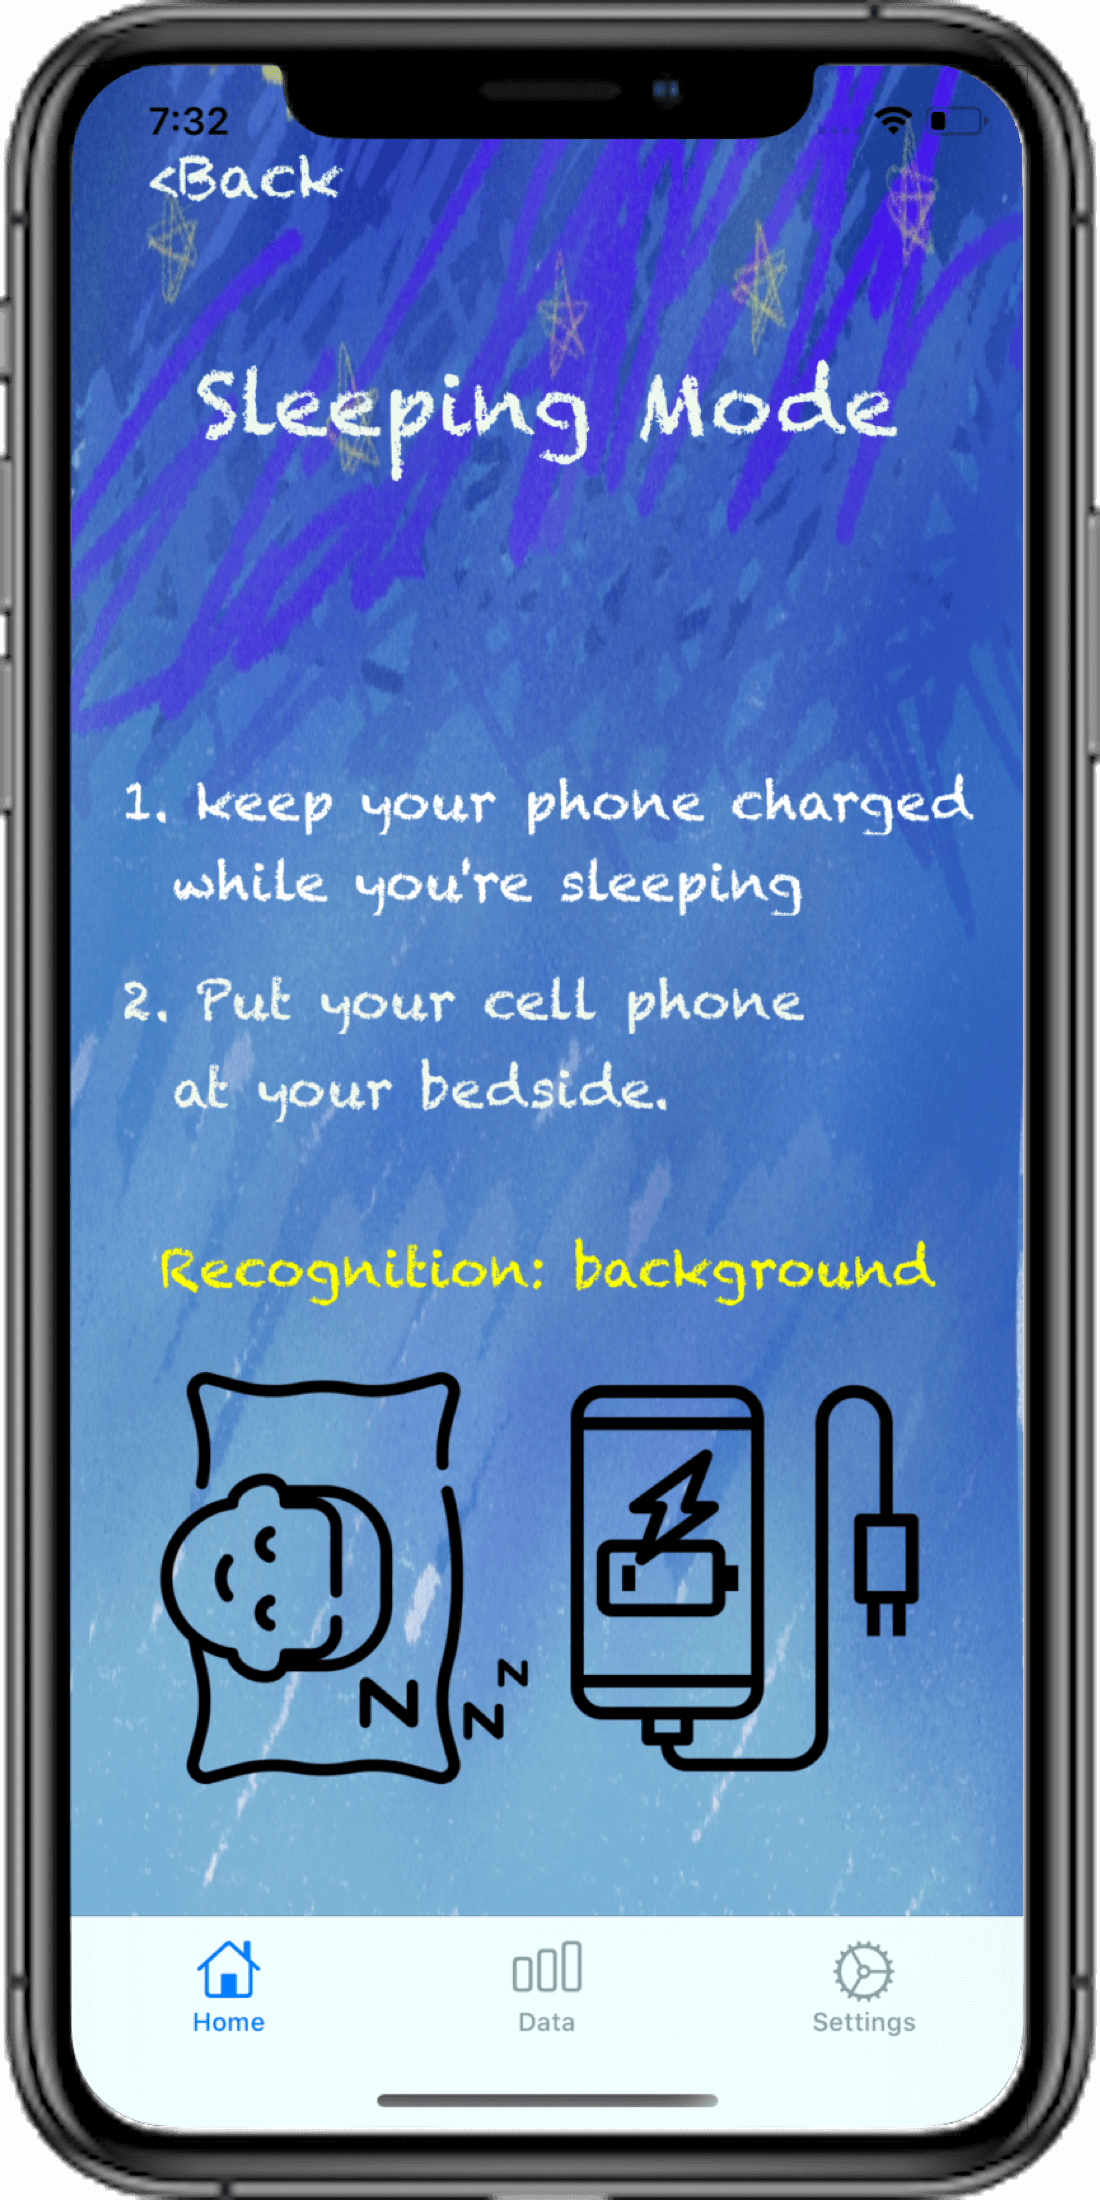 7:32
<Back
Sleeping Mode
1. keep your phone charged
while you're sleeping
2. Put your cell phone
at your bedside.
Recognition: background
Z Z Z
Home Data Settings